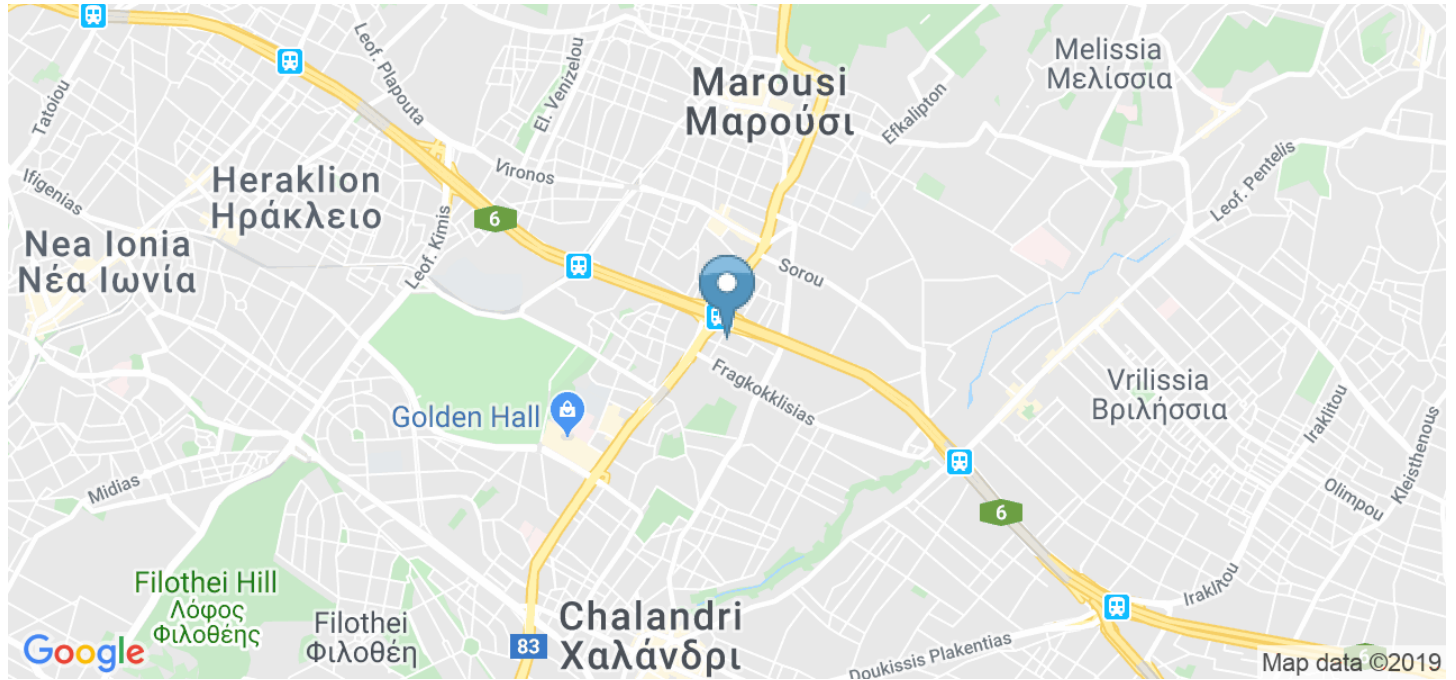 Melissia
Μελίσσια
Marousi
Μαρούσι
Leof. Plapouta
El. Venizelou
Efkalipton
Tatoiou
Vironos
Leof. Pentelis
Heraklion
Ηράκλειο
Ifigenias
6
Leof. Kimis
Nea Ionia
Νέα Ιωνία
Sorou
Fragkokklisias
Vrilissia
Βριλήσσια
Golden Hall
Iraklitou
Kleisthenous
Midias
Olimpou
6
Filothei Hill
Λόφος
Φιλοθέης
Iraklitou
Filothei
Φιλοθέη
Chalandri
Χαλάνδρι
83
Doukissis Plakentias
6
Google
Map data ©2019